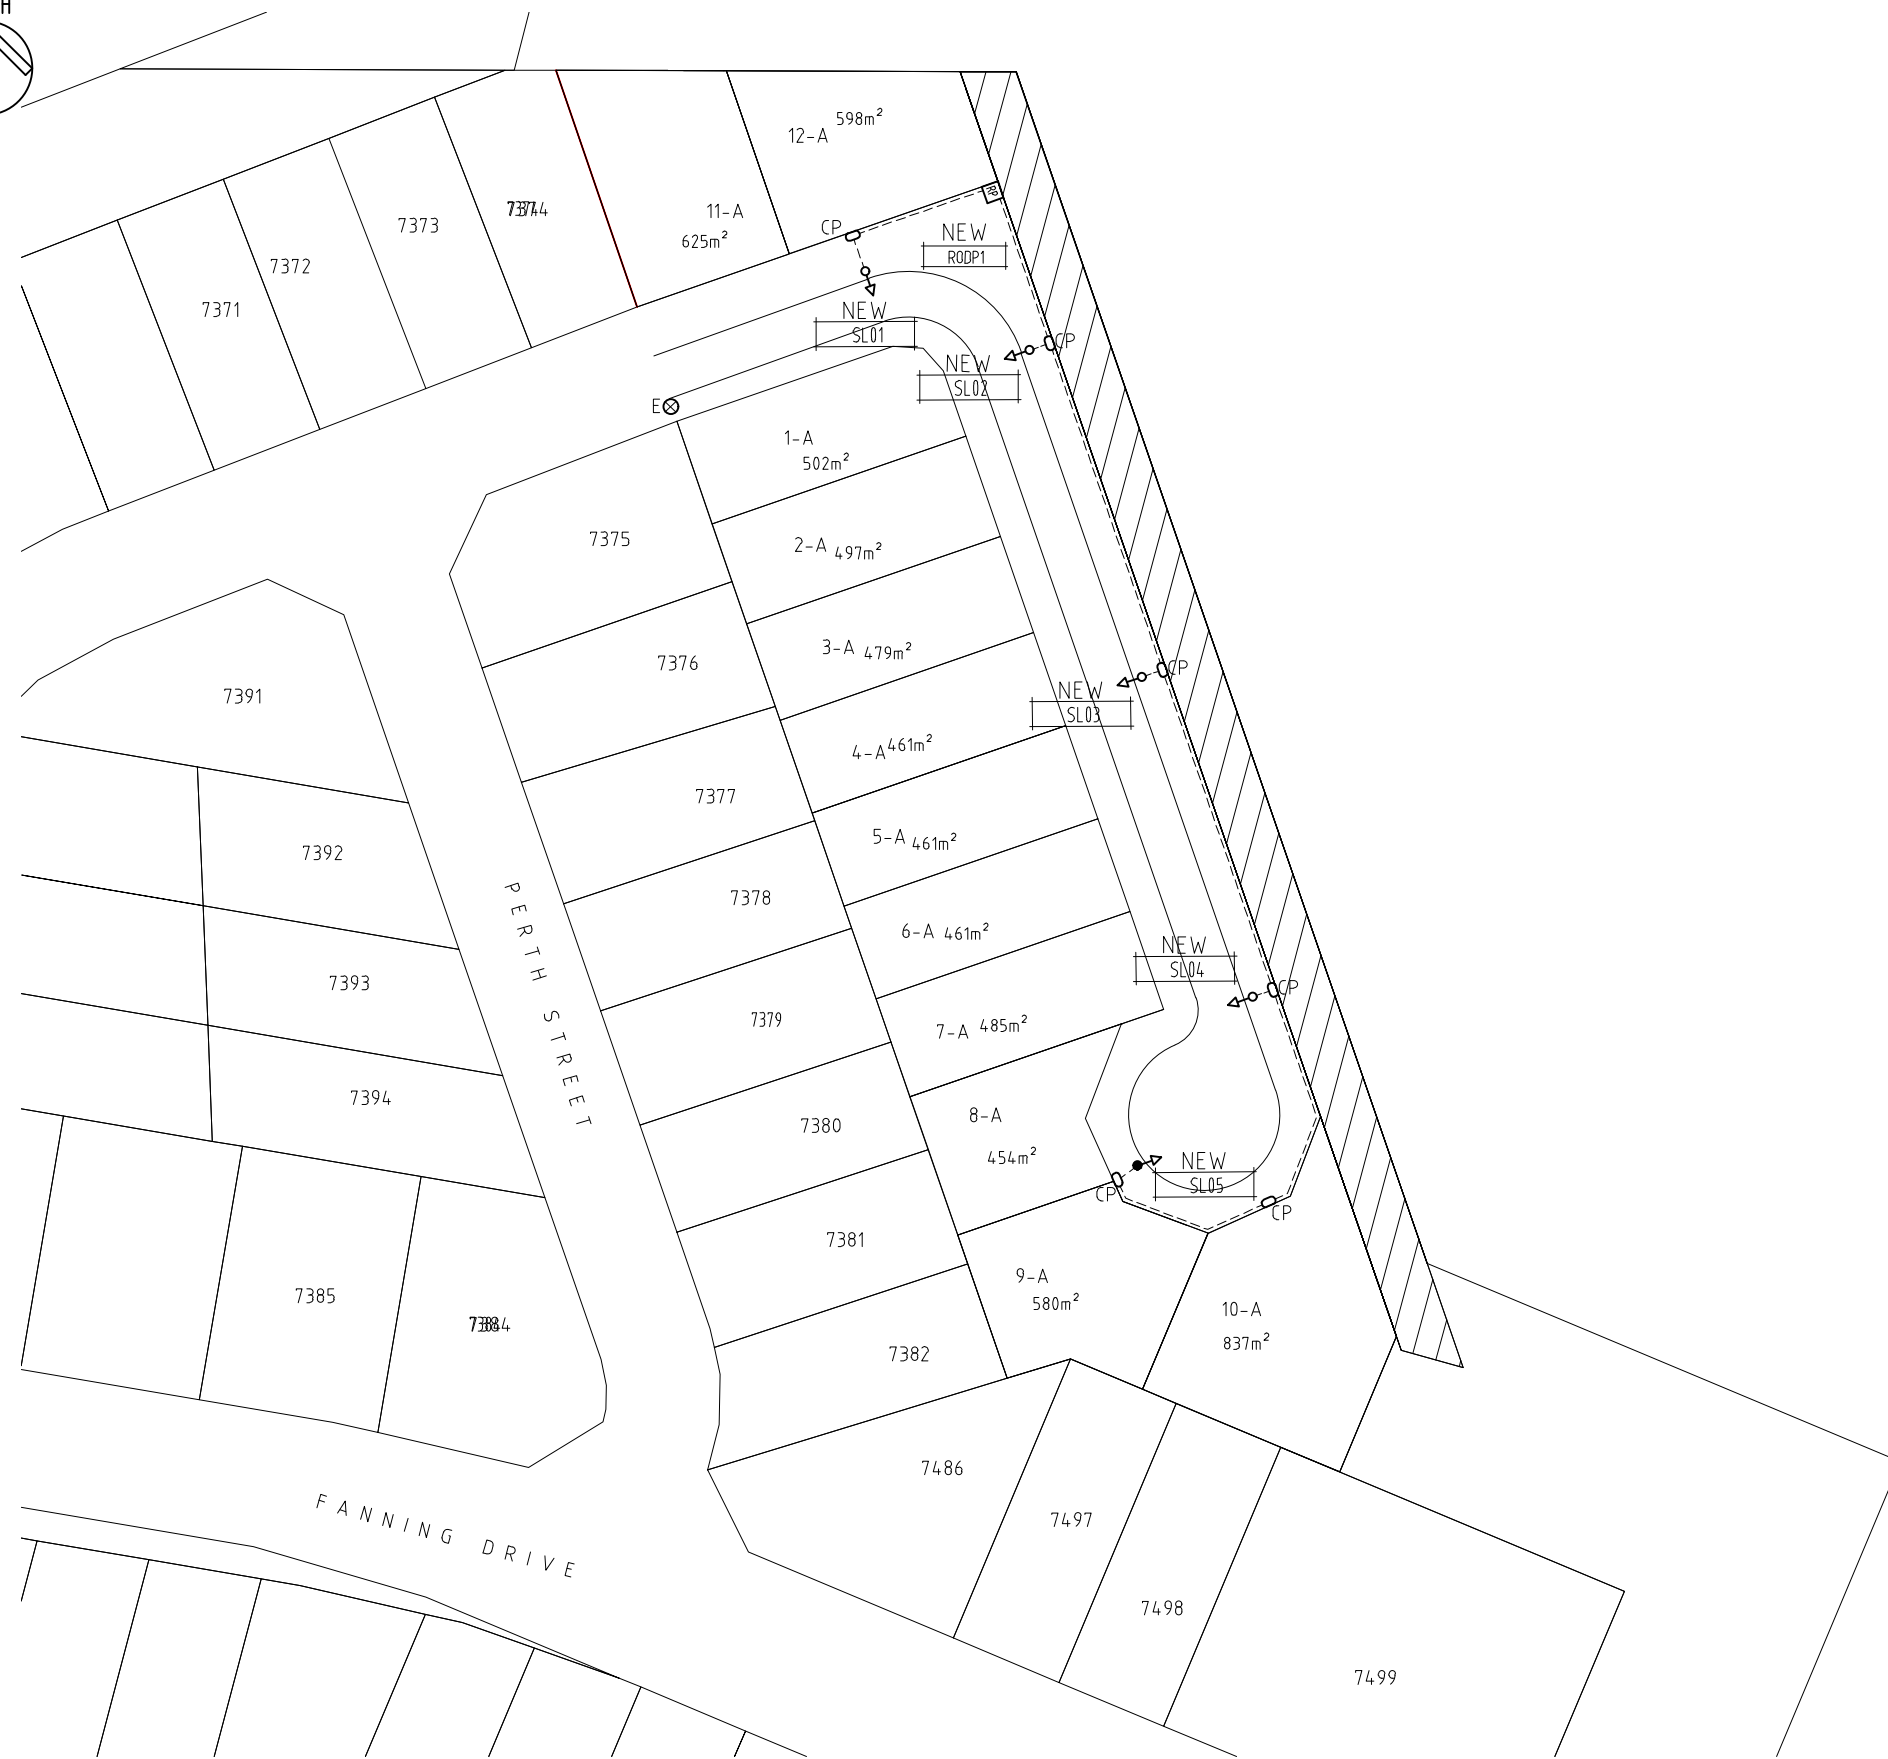 H
12-A 598m²
11-A
625m²
7373
7372
7371
CP
RP
NEW
RODP1
NEW
SL01
CP
NEW
SL02
E
1-A
502m²
7375
2-A 497m²
3-A 479m²
7376
CP
NEW
SL03
7391
4-A 461m²
7377
5-A 461m²
7392
7378
6-A 461m²
NEW
SL04
CP
7393
7379
7-A 485m²
PERTH STREET
7394
7380
8-A
454m²
NEW
SL05
CP
CP
7381
9-A
580m²
10-A
837m²
7385
7382
7486
7497
FANNING DRIVE
7498
7499